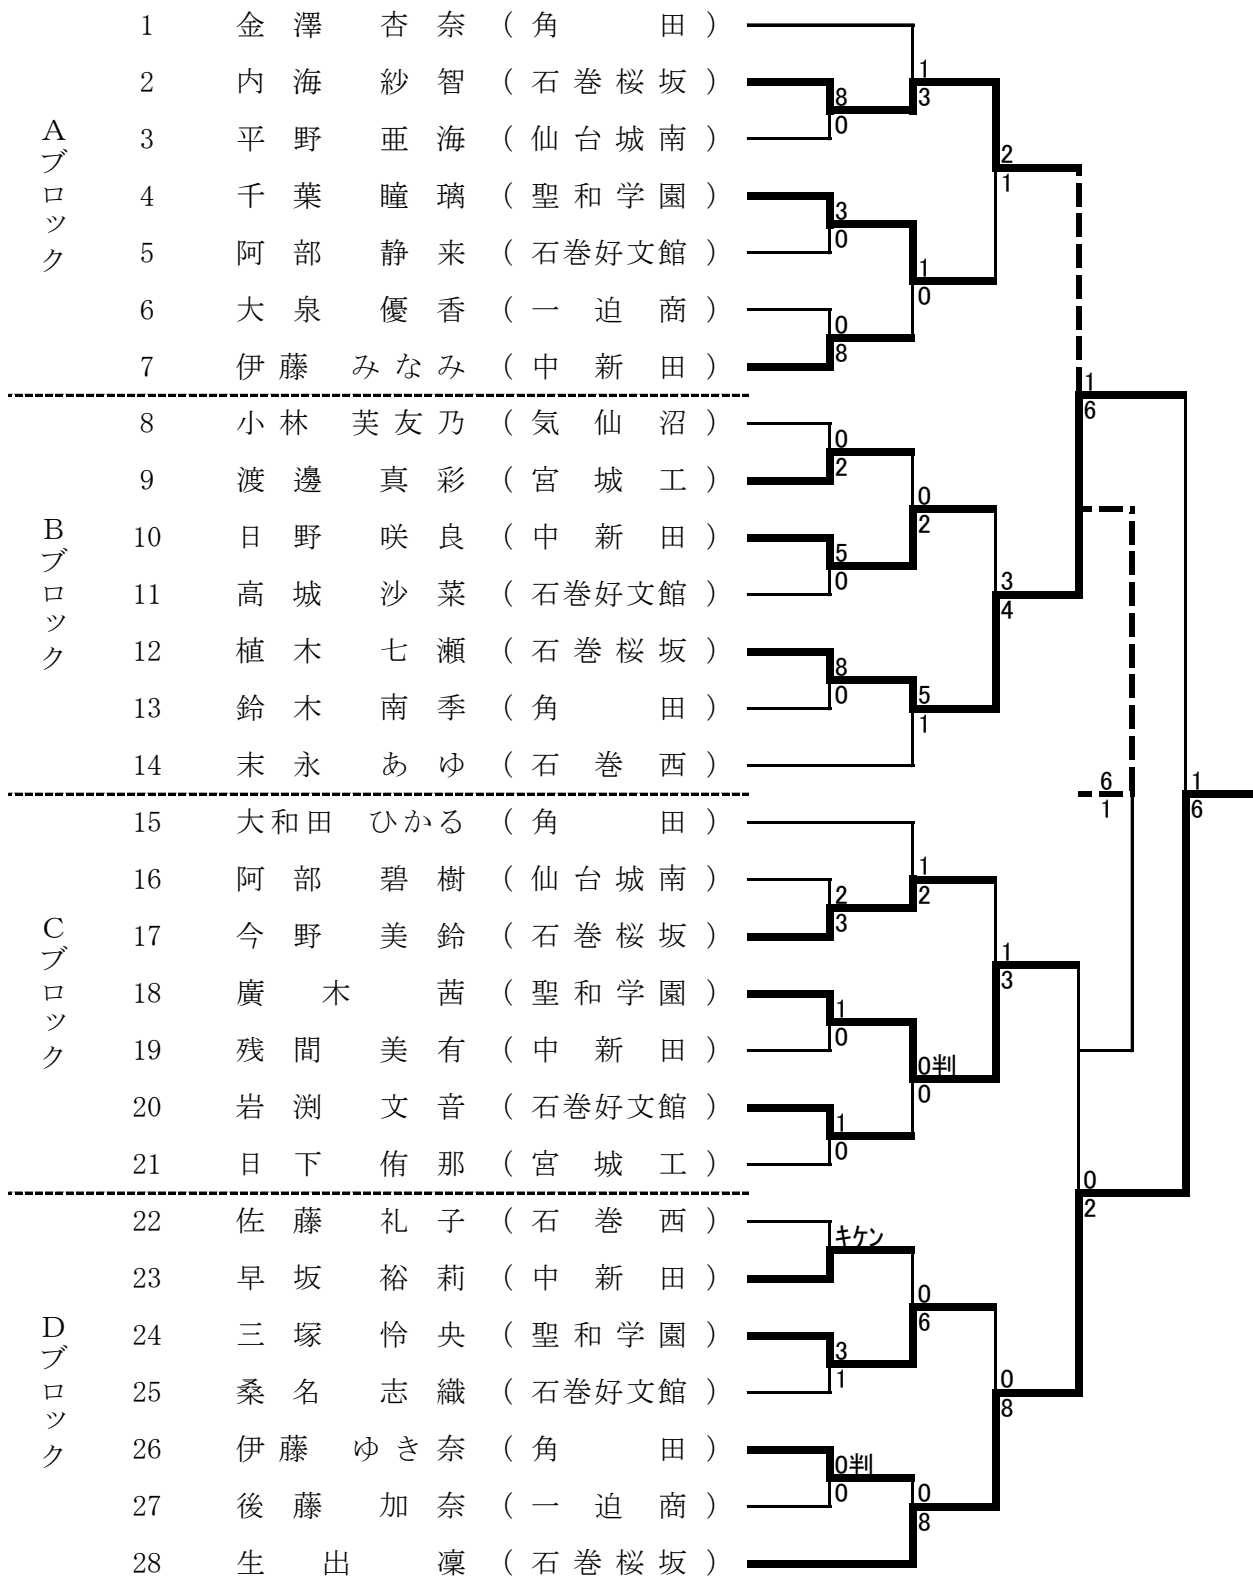 1 金澤 杏奈 (角田)
2 内海 紗智 (石巻桜坂)
3 平野 亜海 (仙台城南)
4 千葉 瞳璃 (聖和学園)
5 阿部 静来 (石巻好文館)
6 大泉 優香 (一迫商)
7 伊藤 みなみ (中新田)
Aブロック
1
3
8
0
2
1
3
0
1
0
0
8
8 小林 芙友乃 (気仙沼)
9 渡邊 真彩 (宮城工)
10 日野 咲良 (中新田)
11 高城 沙菜 (石巻好文館)
12 植木 七瀬 (石巻桜坂)
13 鈴木 南季 (角田)
14 末永 あゆ (石巻西)
Bブロック
1
6
0
2
0
2
5
0
3
4
8
0
5
1
6
1
1
6
15 大和田 ひかる (角田)
16 阿部 碧樹 (仙台城南)
17 今野 美鈴 (石巻桜坂)
18 廣木 茜 (聖和学園)
19 残間 美有 (中新田)
20 岩渕 文音 (石巻好文館)
21 日下 侑那 (宮城工)
Cブロック
1
2
2
3
1
3
1
0
0判
0
1
0
0
2
22 佐藤 礼子 (石巻西)
23 早坂 裕莉 (中新田)
24 三塚 怜央 (聖和学園)
25 桑名 志織 (石巻好文館)
26 伊藤 ゆき奈 (角田)
27 後藤 加奈 (一迫商)
28 生出 凜 (石巻桜坂)
Dブロック
キケン
0
6
3
1
0
8
0判
0
0
8